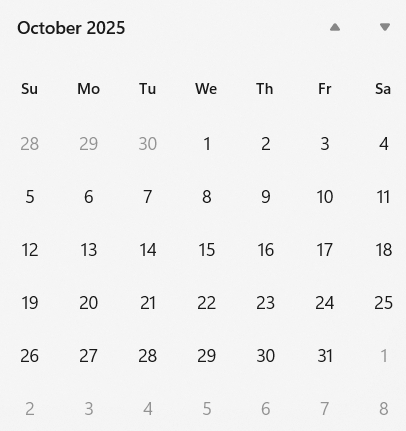 October 2025
Su Mo Tu We Th Fr Sa
28 29 30 1 2 3 4
5 6 7 8 9 10 11
12 13 14 15 16 17 18
19 20 21 22 23 24 25
26 27 28 29 30 31 1
2 3 4 5 6 7 8